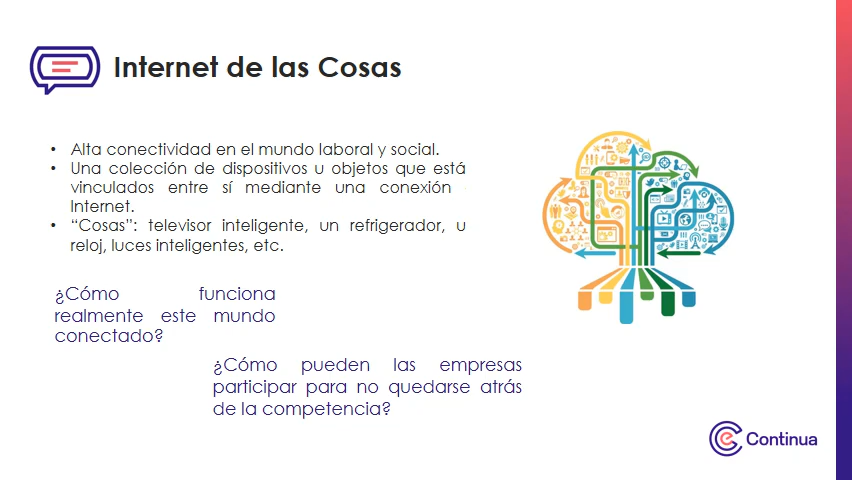 Internet de las Cosas
• Alta conectividad en el mundo laboral y social.
• Una colección de dispositivos u objetos que está
vinculados entre sí mediante una conexión
Internet.
• “Cosas”: televisor inteligente, un refrigerador, u
reloj, luces inteligentes, etc.
¿Cómo funciona
realmente este mundo
conectado?
¿Cómo pueden las empresas
participar para no quedarse atrás
de la competencia?
Continua